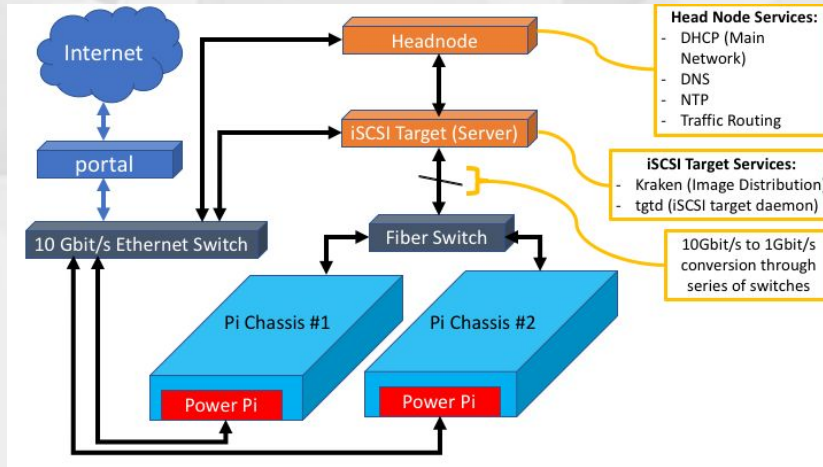 Internet
portal
10 Gbit/s Ethernet Switch
Headnode
iSCSI Target (Server)
Fiber Switch
Pi Chassis #1
Pi Chassis #2
Power Pi
Power Pi
Head Node Services:
- DHCP (Main
Network)
- DNS
- NTP
- Traffic Routing
iSCSI Target Services:
- Kraken (Image Distribution)
- tgtd (iSCSI target daemon)
10Gbit/s to 1Gbit/s
conversion through
series of switches